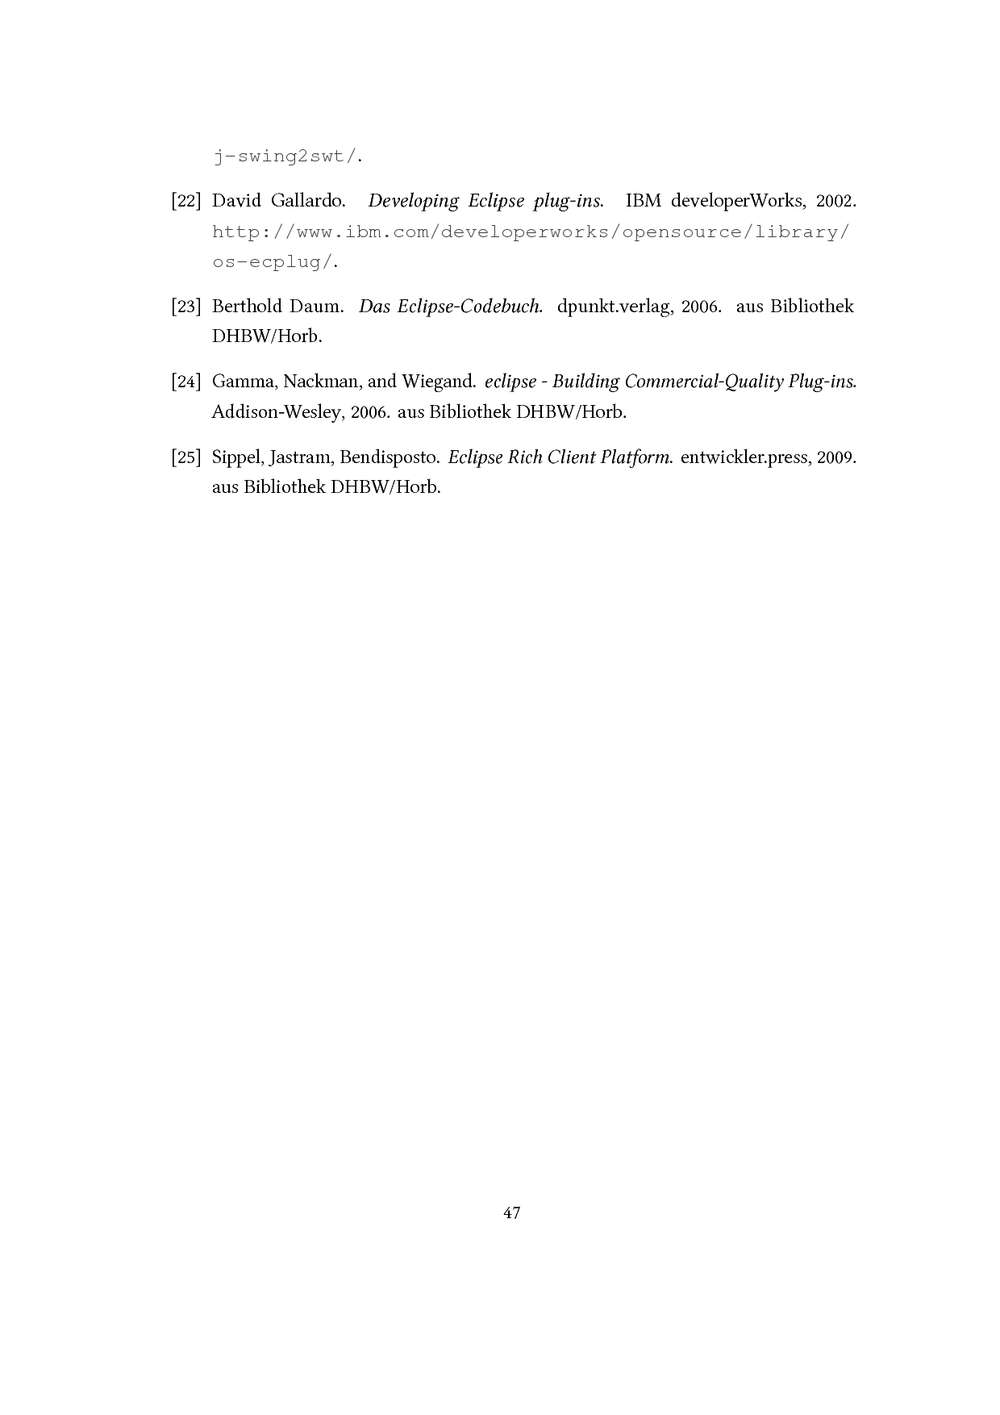 j-swing2swt/.
[22] David Gallardo. Developing Eclipse plug-ins. IBM developerWorks, 2002.
http://www.ibm.com/developerworks/opensource/library/
os-ecplug/.
[23] Berthold Daum. Das Eclipse-Codebuch. dpunkt.verlag, 2006. aus Bibliothek
DHBW/Horb.
[24] Gamma, Nackman, and Wiegand. eclipse - Building Commercial-Quality Plug-ins.
Addison-Wesley, 2006. aus Bibliothek DHBW/Horb.
[25] Sippel, Jastram, Bendisposto. Eclipse Rich Client Platform. entwickler.press, 2009.
aus Bibliothek DHBW/Horb.
47